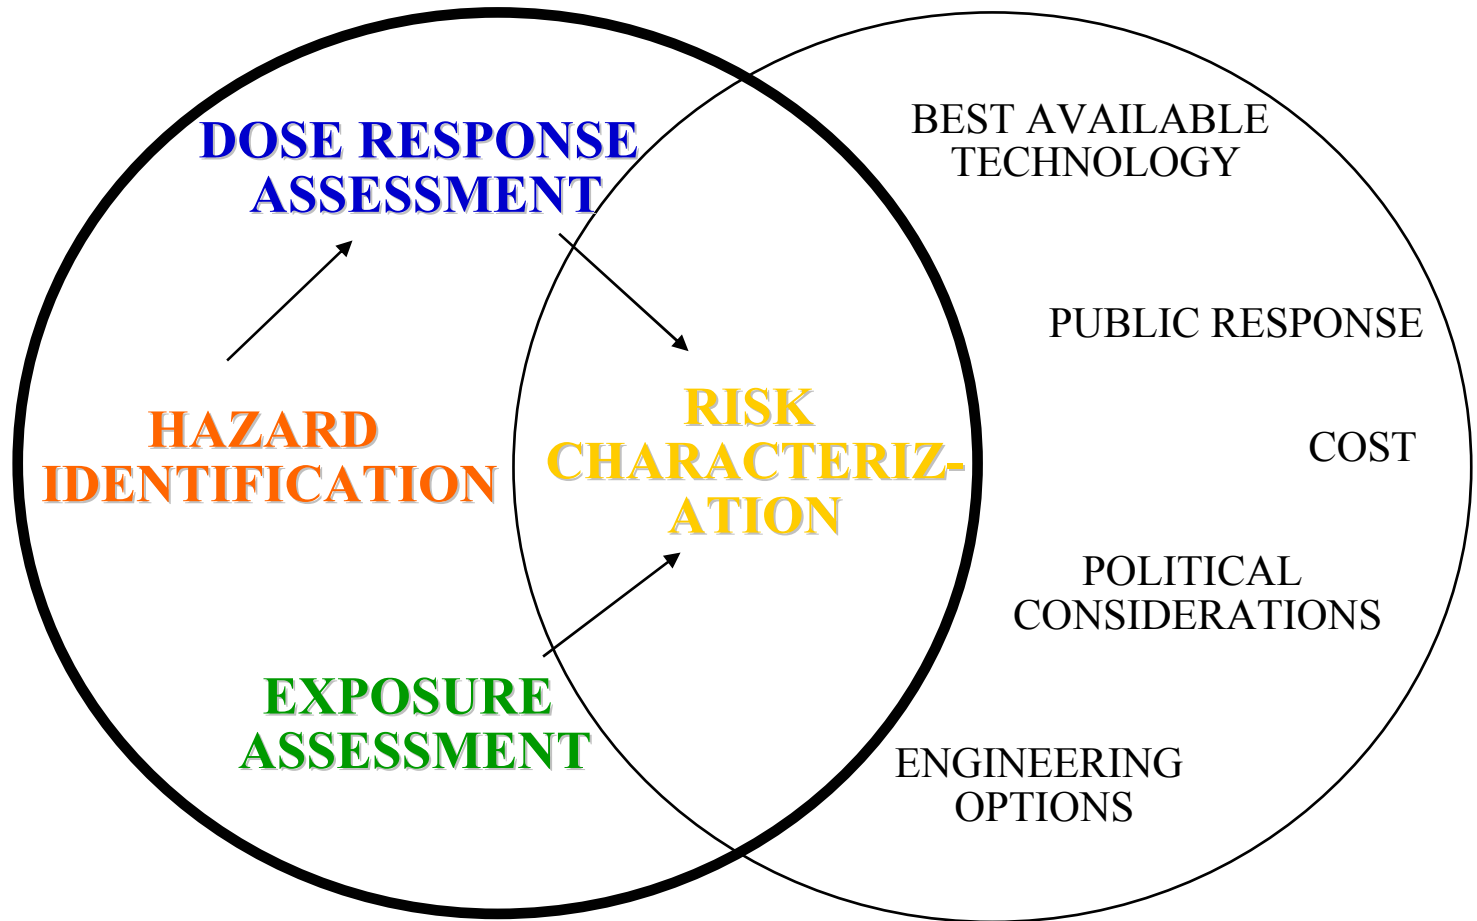 DOSE RESPONSE
ASSESSMENT
HAZARD
IDENTIFICATION
EXPOSURE
ASSESSMENT
RISK
CHARACTERIZ-
ATION
BEST AVAILABLE
TECHNOLOGY
PUBLIC RESPONSE
COST
POLITICAL
CONSIDERATIONS
ENGINEERING
OPTIONS